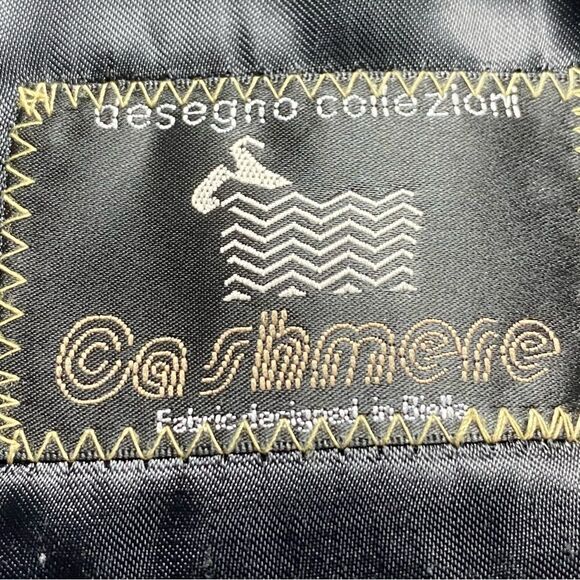 desegno collezioni
Cashmere
Fabric designed in Biella